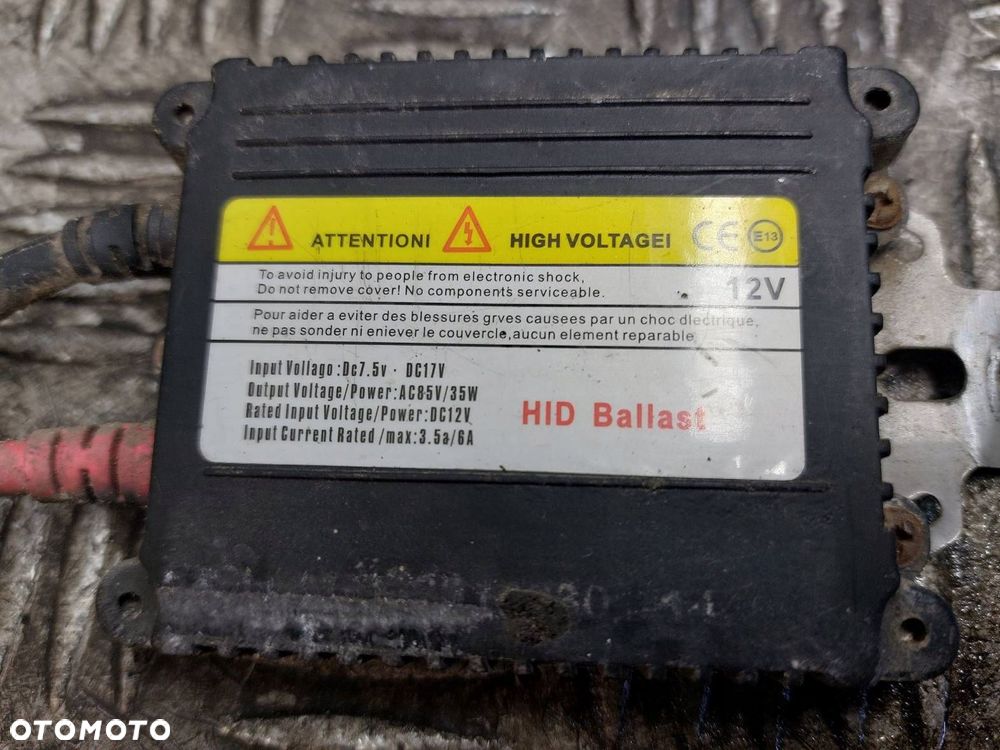 ATTENTIONI HIGH VOLTAGEI CE E13
To avoid injury to people from electronic shock,
Do not remove cover! No components serviceable.
12V
Pour aider a eviter des blessures grves causees par un choc dlectrique,
ne pas sonder ni eniever le couvercle,aucun element reparable
Input Vollago :Dc7.5v · DC17V
Output Voltage/Power:AC85V/35W
Rated Input Voltage/Power:DC12V
Input Current Rated /max:3.5a/6A
HID Ballast
OTOMOTO